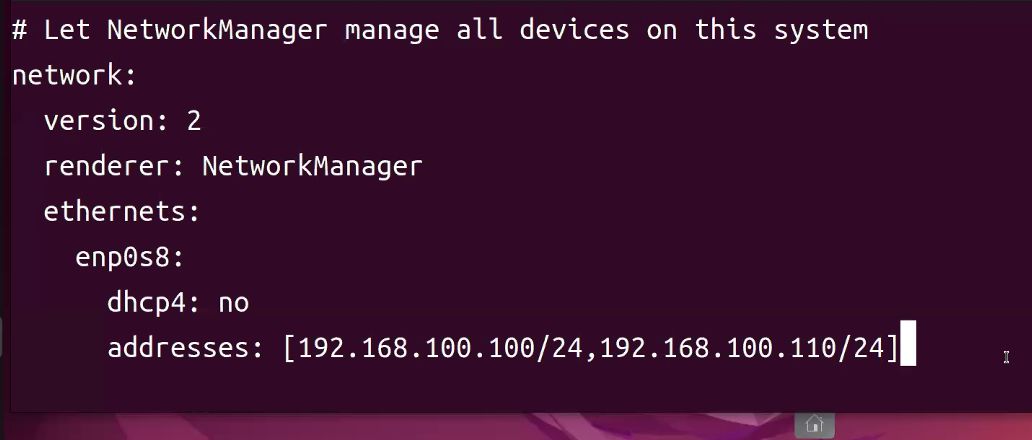 # Let NetworkManager manage all devices on this system
network:
  version: 2
  renderer: NetworkManager
  ethernets:
    enp0s8:
      dhcp4: no
      addresses: [192.168.100.100/24,192.168.100.110/24]